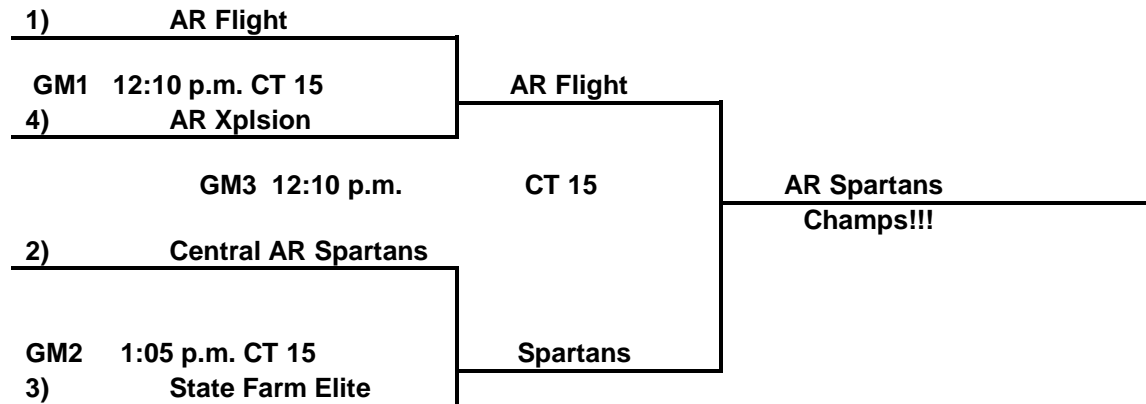 1) AR Flight
GM1 12:10 p.m. CT 15 AR Flight
4) AR Xplsion
GM3 12:10 p.m. CT 15 AR Spartans
Champs!!!
2) Central AR Spartans
GM2 1:05 p.m. CT 15 Spartans
3) State Farm Elite